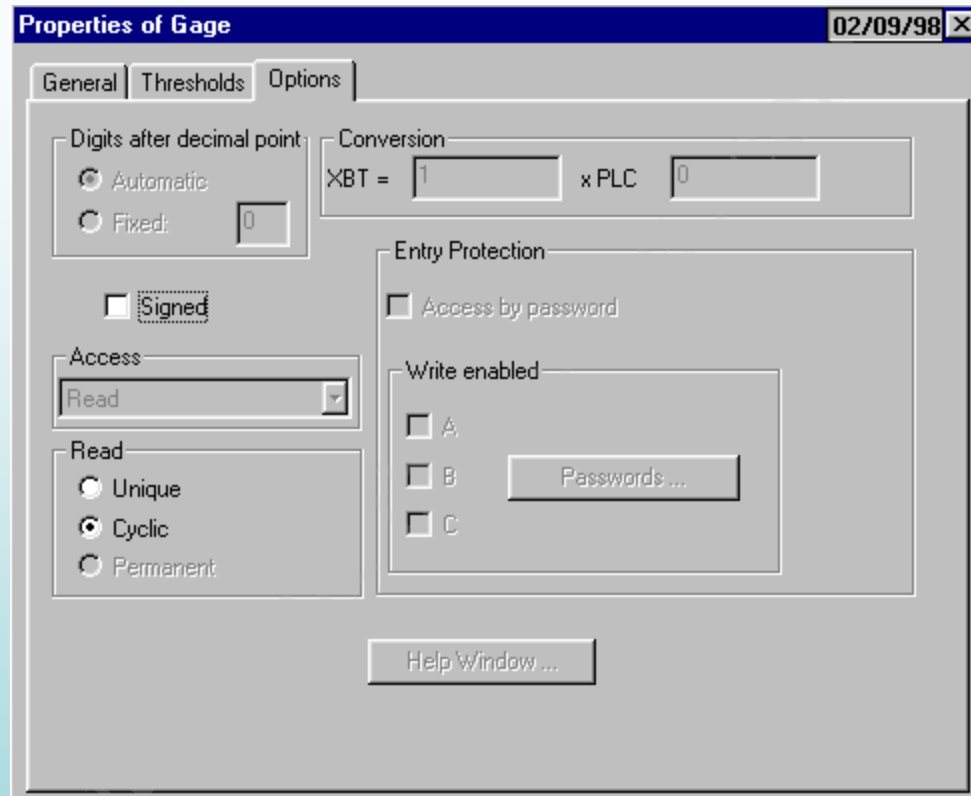 Properties of Gage 02/09/98
General Thresholds Options
Digits after decimal point
Automatic
Fixed: 0
Conversion
XBT = 1 x PLC 0
Signed
Entry Protection
Access by password
Access
Read
Write enabled
A
B
C
Passwords ...
Read
Unique
Cyclic
Permanent
Help Window ...